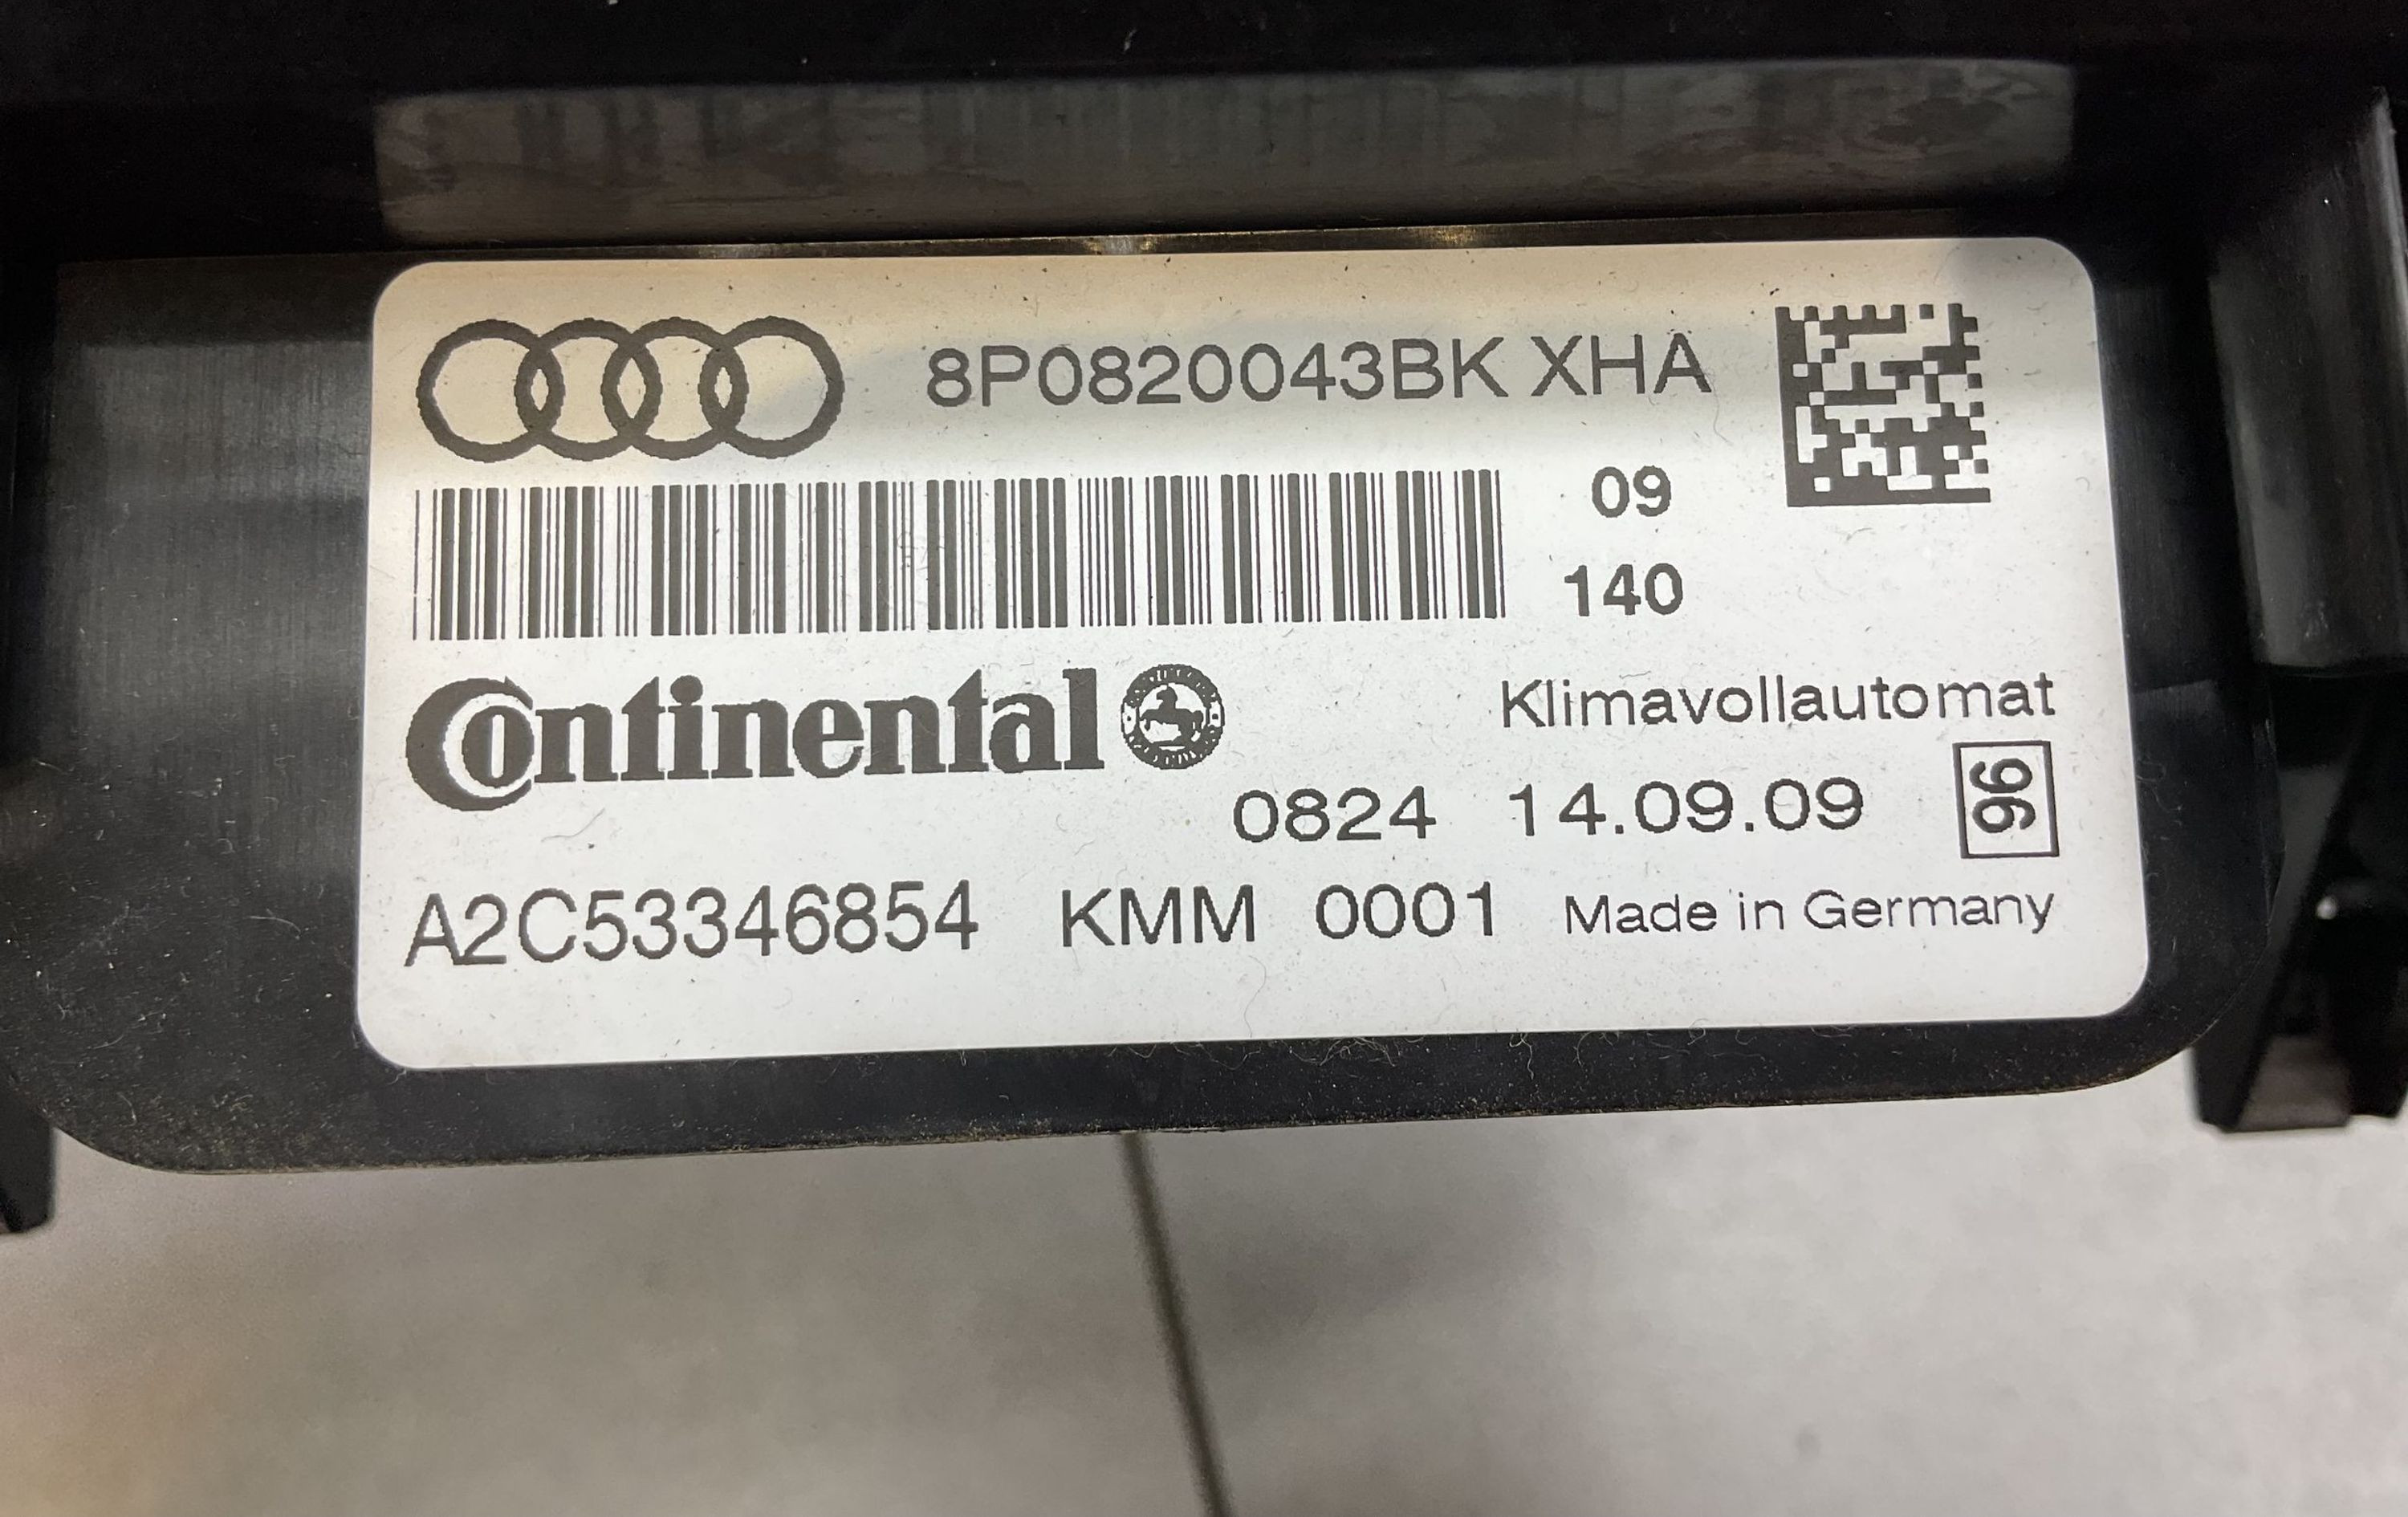 8P0820043BK XHA
09
140
Continental
Klimavollautomat
0824 14.09.09 96
A2C53346854 KMM 0001 Made in Germany